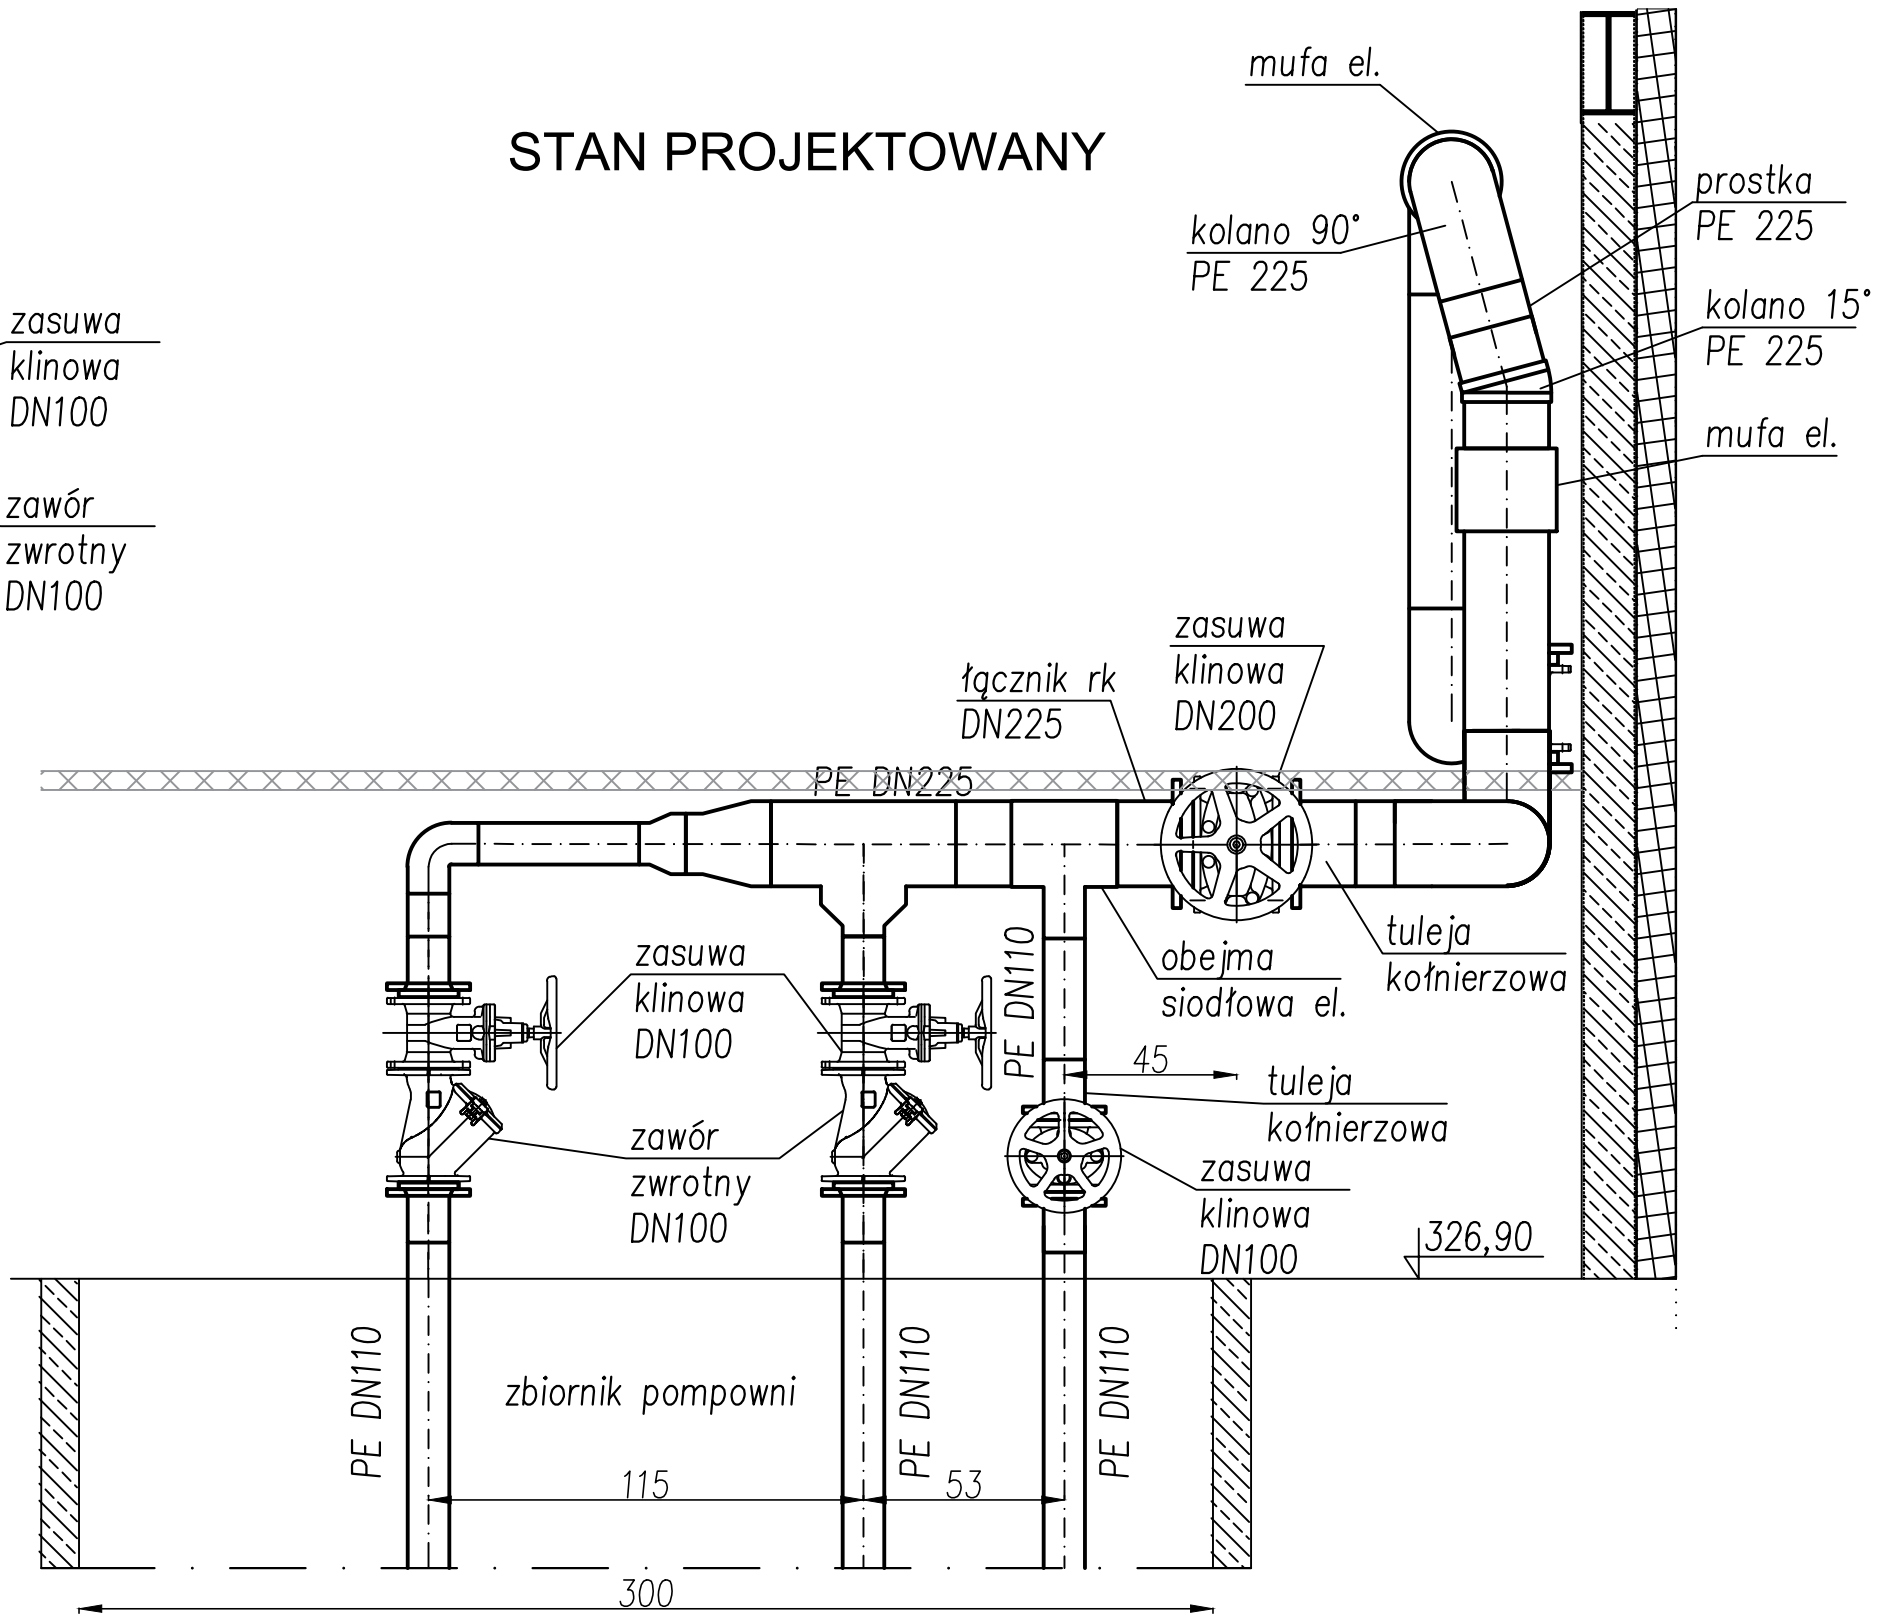 mufa el.
STAN PROJEKTOWANY
prostka
PE 225
kolano 90°
PE 225
kolano 15°
PE 225
zasuwa
klinowa
DN100
mufa el.
zawór
zwrotny
DN100
zasuwa
klinowa
DN200
łącznik rk
DN225
PE DN225
zasuwa
klinowa
DN100
PE DN110
obejma
siodłowa el.
tuleja
kołnierzowa
45
tuleja
kołnierzowa
zawór
zwrotny
DN100
zasuwa
klinowa
DN100
326,90
PE DN110
zbiornik pompowni
PE DN110
PE DN110
115
53
300